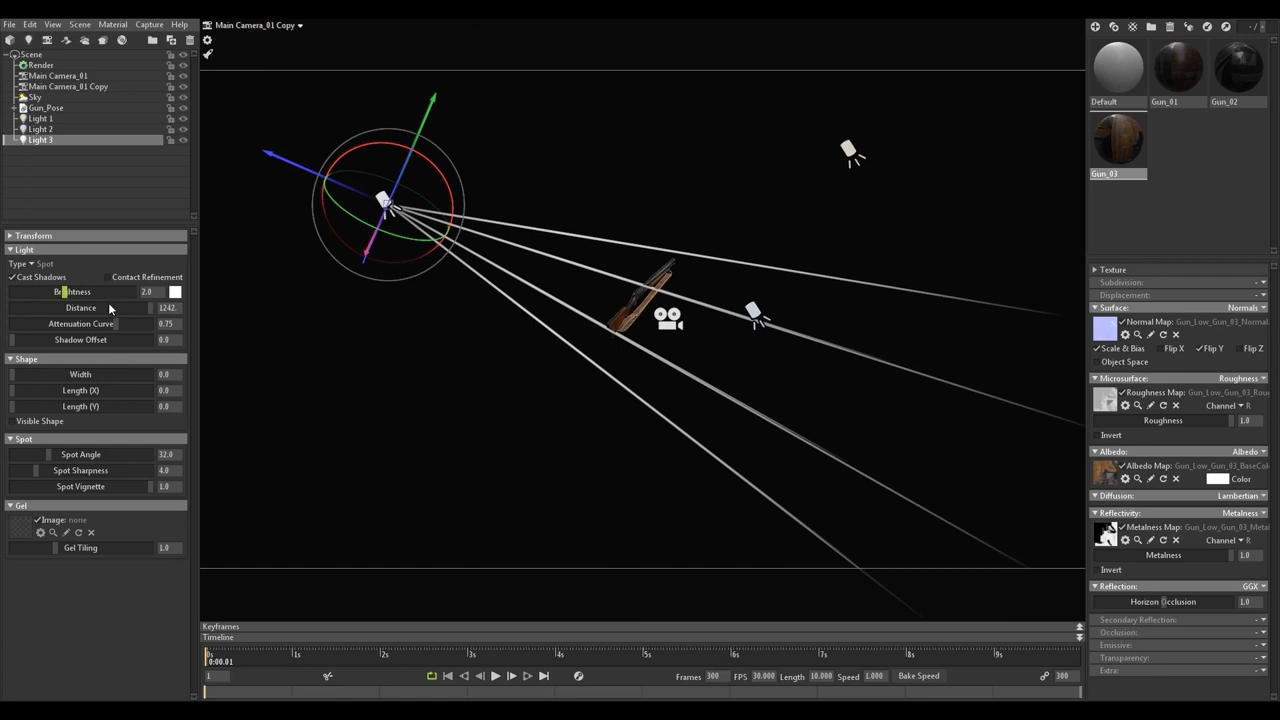 File Edit View Scene Material Capture Help
Main Camera_01 Copy
Scene
Render
Main Camera_01
Main Camera_01 Copy
Sky
Gun_Pose
Light 1
Light 2
Light 3
Transform
Light
Type Spot
Cast Shadows Contact Refinement
Brightness 2.0
Distance 1242.
Attenuation Curve 0.75
Shadow Offset 0.0
Shape
Width 0.0
Length (X) 0.0
Length (Y) 0.0
Visible Shape
Spot
Spot Angle 32.0
Spot Sharpness 4.0
Spot Vignette 1.0
Gel
Image: none
Gel Tiling 1.0
Keyframes
Timeline
0s 1s 2s 3s 4s 5s 6s 7s 8s 9s
0:00.01
1 Frames 300 FPS 30.000 Length 10.000 Speed 1.000 Bake Speed 300
- /
Default Gun_01 Gun_02
Gun_03
Texture
Subdivision: -
Displacement: -
Surface: Normals
Normal Map: Gun_Low_Gun_03_Normal.
Scale & Bias Flip X Flip Y Flip Z
Object Space
Microsurface: Roughness
Roughness Map: Gun_Low_Gun_03_Roug
Channel R
Roughness 1.0
Invert
Albedo: Albedo
Albedo Map: Gun_Low_Gun_03_BaseColo
Color
Diffusion: Lambertian
Reflectivity: Metalness
Metalness Map: Gun_Low_Gun_03_Metal
Channel R
Metalness 1.0
Invert
Reflection: GGX
Horizon Occlusion 1.0
Secondary Reflection: -
Occlusion: -
Emissive: -
Transparency: -
Extra: -